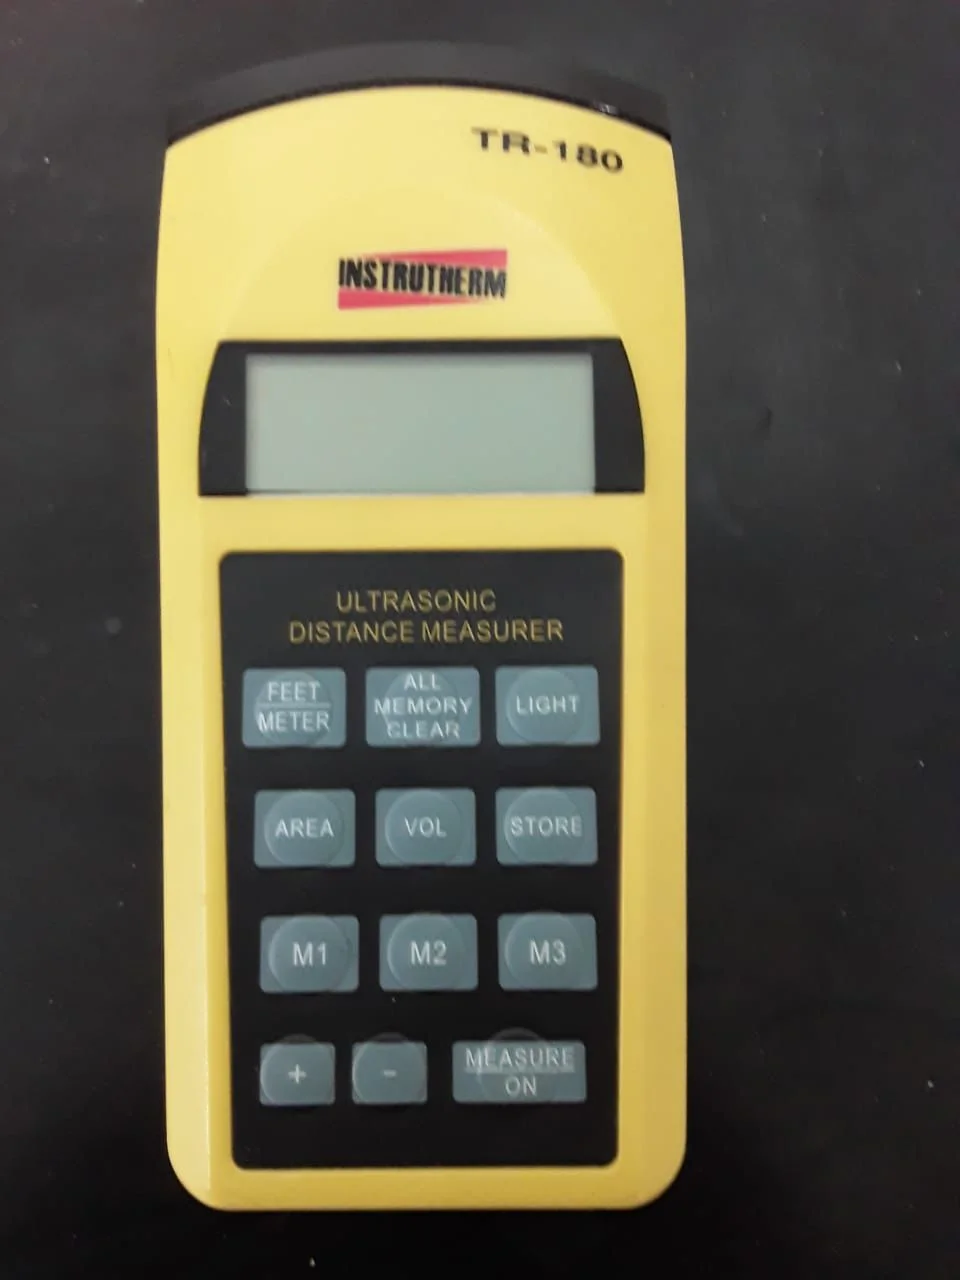 TR-180
INSTRUTHERM
ULTRASONIC
DISTANCE MEASURER
FEET
METER
ALL
MEMORY
CLEAR
LIGHT
AREA
VOL
STORE
M1
M2
M3
+
-
MEASURE
ON